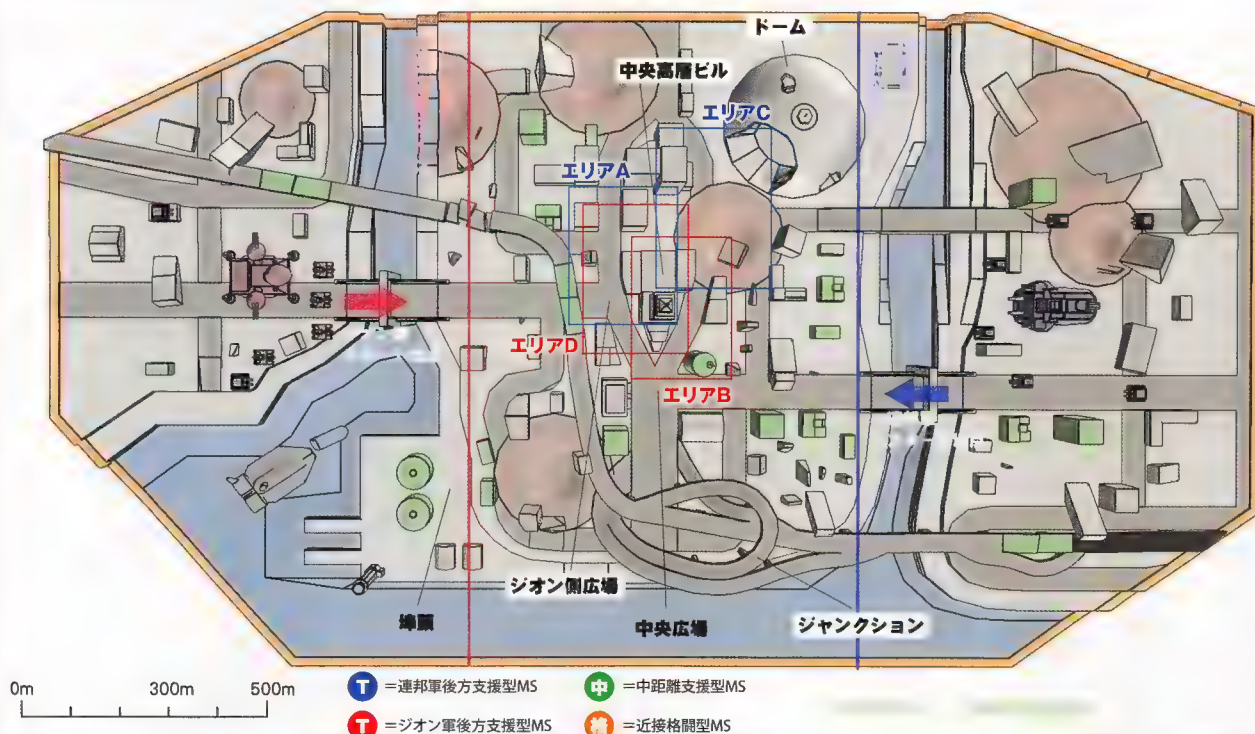 ドーム
中央高層ビル
エリアC
エリアA
エリアD
エリアB
ジオン側広場
埠頭
中央広場
ジャンクション
0m 300m 500m
T =連邦軍後方支援型MS
中 =中距離支援型MS
T =ジオン軍後方支援型MS
格 =近接格闘型MS